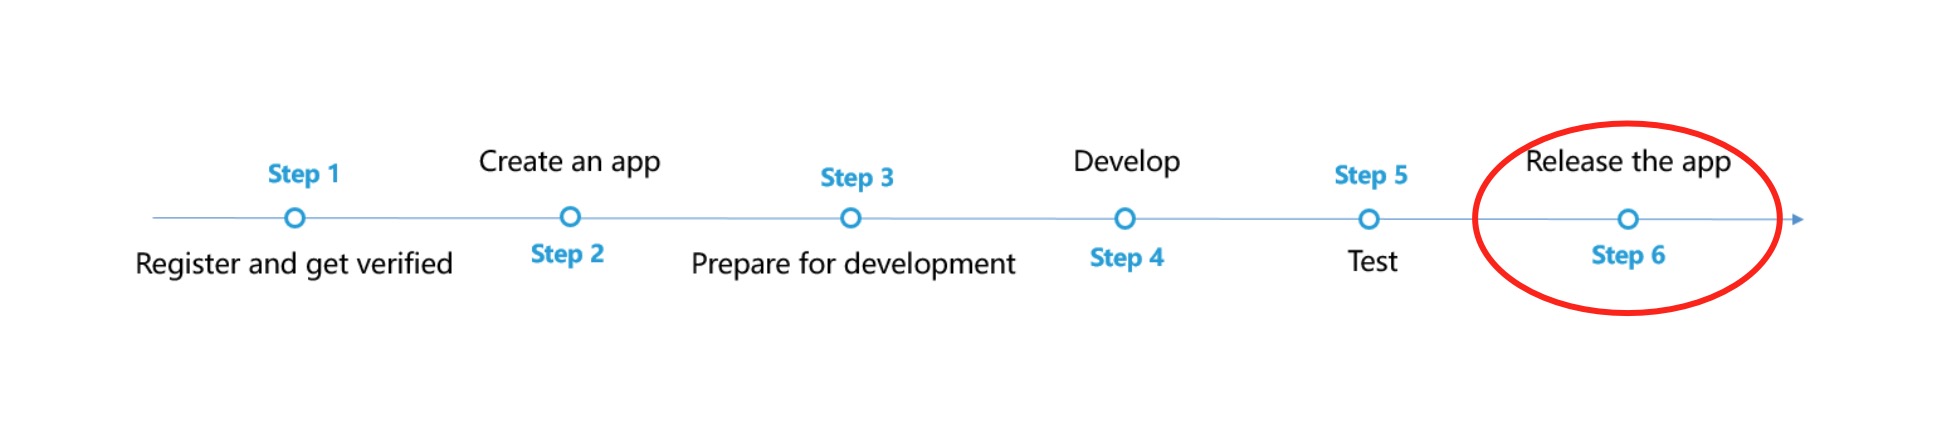 Step 1
Register and get verified
Create an app
Step 2
Step 3
Prepare for development
Develop
Step 4
Step 5
Test
Release the app
Step 6